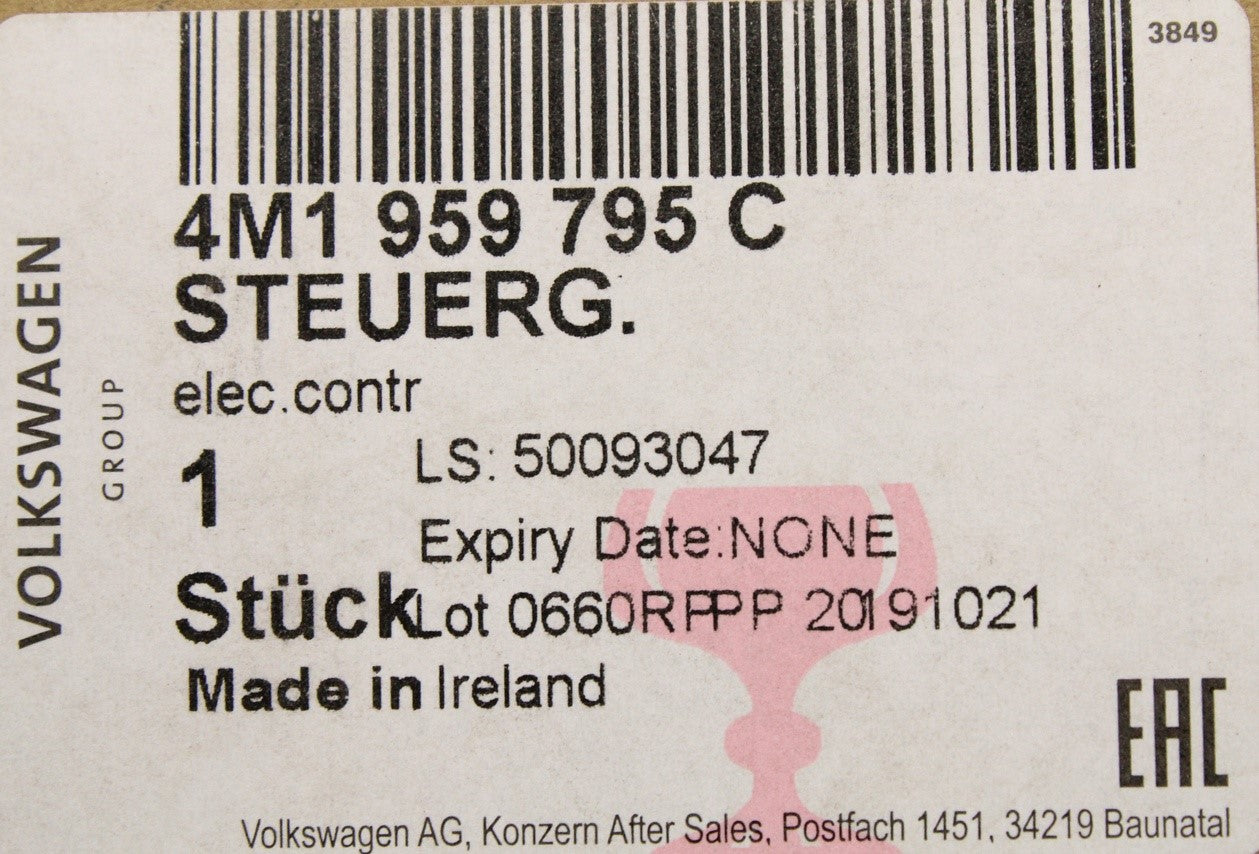 3849
4M1 959 795 C
STEUERG.
elec.contr
1
LS: 50093047
Expiry Date:NONE
Stück
Lot 0660RPPP 20191021
Made in Ireland
VOLKSWAGEN
GROUP
EAC
Volkswagen AG, Konzern After Sales, Postfach 1451, 34219 Baunatal